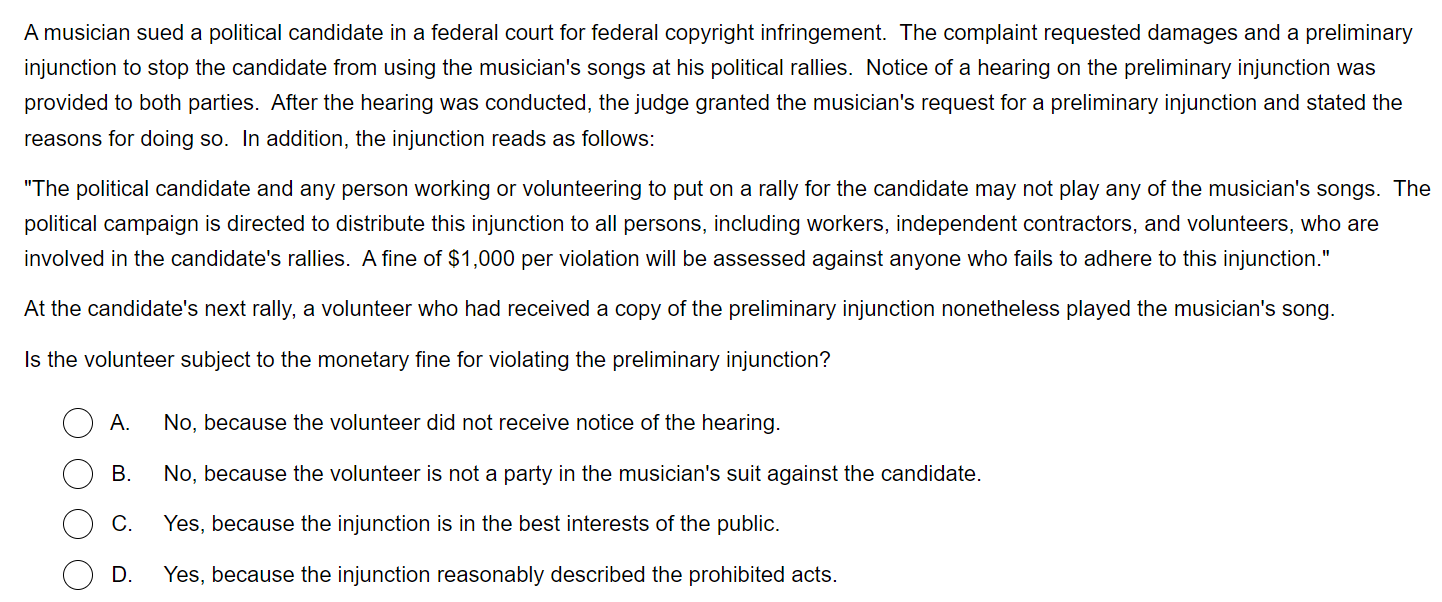 A musician sued a political candidate in a federal court for federal copyright infringement.  The complaint requested damages and a preliminary
injunction to stop the candidate from using the musician's songs at his political rallies.  Notice of a hearing on the preliminary injunction was
provided to both parties.  After the hearing was conducted, the judge granted the musician's request for a preliminary injunction and stated the
reasons for doing so.  In addition, the injunction reads as follows:
"The political candidate and any person working or volunteering to put on a rally for the candidate may not play any of the musician's songs.  The
political campaign is directed to distribute this injunction to all persons, including workers, independent contractors, and volunteers, who are
involved in the candidate's rallies.  A fine of $1,000 per violation will be assessed against anyone who fails to adhere to this injunction."
At the candidate's next rally, a volunteer who had received a copy of the preliminary injunction nonetheless played the musician's song.
Is the volunteer subject to the monetary fine for violating the preliminary injunction?
A. No, because the volunteer did not receive notice of the hearing.
B. No, because the volunteer is not a party in the musician's suit against the candidate.
C. Yes, because the injunction is in the best interests of the public.
D. Yes, because the injunction reasonably described the prohibited acts.